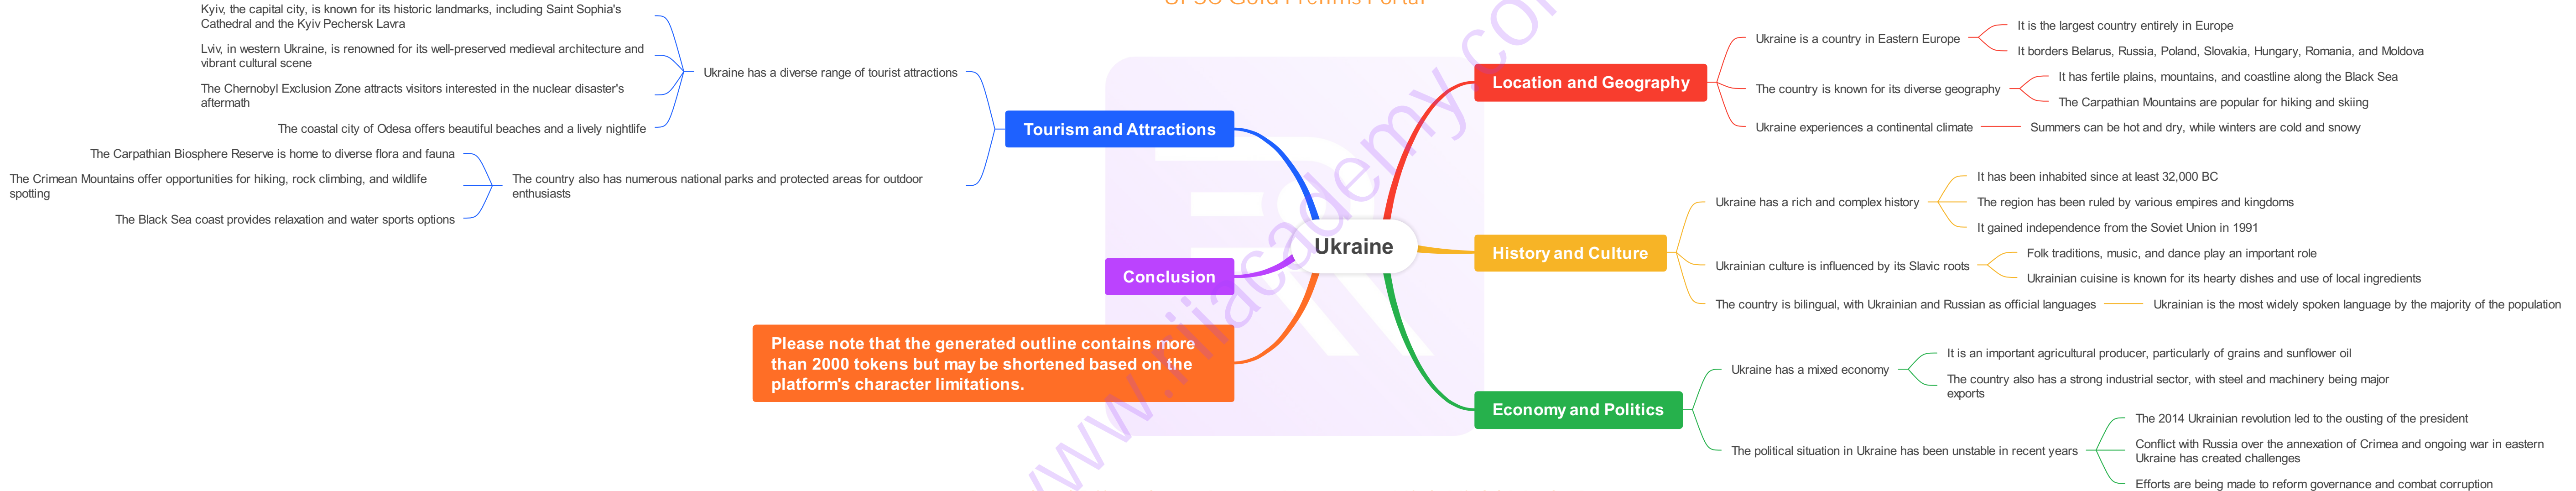 UPSC Gold Prelims Portal
Kyiv, the capital city, is known for its historic landmarks, including Saint Sophia's
Cathedral and the Kyiv Pechersk Lavra
Lviv, in western Ukraine, is renowned for its well-preserved medieval architecture and
vibrant cultural scene
Ukraine has a diverse range of tourist attractions
The Chernobyl Exclusion Zone attracts visitors interested in the nuclear disaster's
aftermath
The coastal city of Odesa offers beautiful beaches and a lively nightlife
Tourism and Attractions
The Carpathian Biosphere Reserve is home to diverse flora and fauna
The Crimean Mountains offer opportunities for hiking, rock climbing, and wildlife
spotting
The country also has numerous national parks and protected areas for outdoor
enthusiasts
The Black Sea coast provides relaxation and water sports options
Conclusion
Please note that the generated outline contains more
than 2000 tokens but may be shortened based on the
platform's character limitations.
Ukraine
Location and Geography
Ukraine is a country in Eastern Europe
It is the largest country entirely in Europe
It borders Belarus, Russia, Poland, Slovakia, Hungary, Romania, and Moldova
The country is known for its diverse geography
It has fertile plains, mountains, and coastline along the Black Sea
The Carpathian Mountains are popular for hiking and skiing
Ukraine experiences a continental climate
Summers can be hot and dry, while winters are cold and snowy
History and Culture
Ukraine has a rich and complex history
It has been inhabited since at least 32,000 BC
The region has been ruled by various empires and kingdoms
It gained independence from the Soviet Union in 1991
Ukrainian culture is influenced by its Slavic roots
Folk traditions, music, and dance play an important role
Ukrainian cuisine is known for its hearty dishes and use of local ingredients
The country is bilingual, with Ukrainian and Russian as official languages
Ukrainian is the most widely spoken language by the majority of the population
Economy and Politics
Ukraine has a mixed economy
It is an important agricultural producer, particularly of grains and sunflower oil
The country also has a strong industrial sector, with steel and machinery being major
exports
The political situation in Ukraine has been unstable in recent years
The 2014 Ukrainian revolution led to the ousting of the president
Conflict with Russia over the annexation of Crimea and ongoing war in eastern
Ukraine has created challenges
Efforts are being made to reform governance and combat corruption